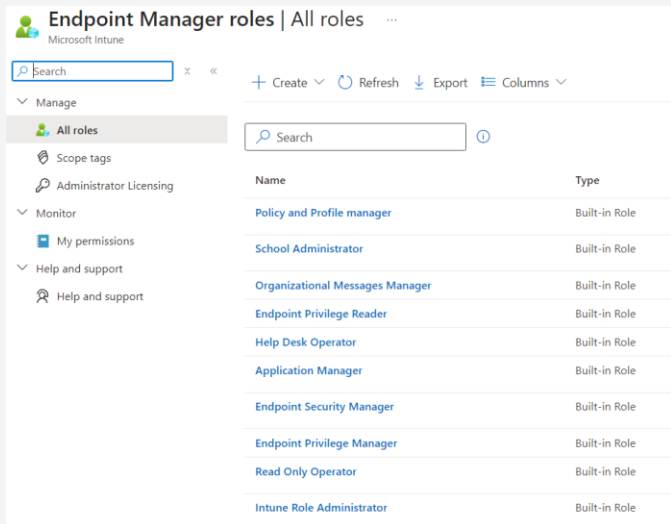 Endpoint Manager roles | All roles ...
Microsoft Intune
Search
Manage
All roles
Scope tags
Administrator Licensing
Monitor
My permissions
Help and support
Help and support
Create Refresh Export Columns
Search
Name Type
Policy and Profile manager Built-in Role
School Administrator Built-in Role
Organizational Messages Manager Built-in Role
Endpoint Privilege Reader Built-in Role
Help Desk Operator Built-in Role
Application Manager Built-in Role
Endpoint Security Manager Built-in Role
Endpoint Privilege Manager Built-in Role
Read Only Operator Built-in Role
Intune Role Administrator Built-in Role